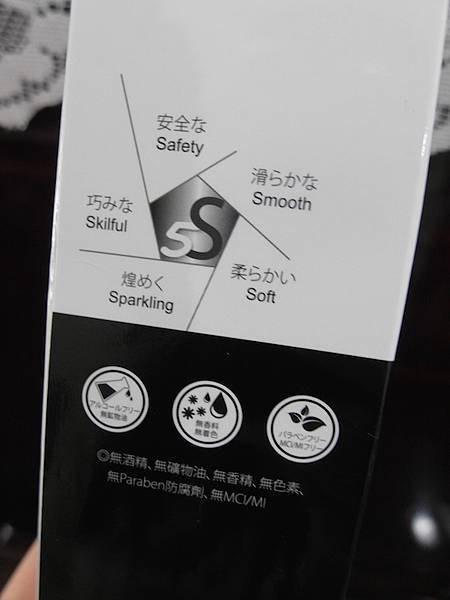 安全な
Safety
滑らかな
Smooth
巧みな
Skilful
5S
柔らかい
Soft
煌めく
Sparkling
アルコールフリー
無鉱物油
無香料
無着色
パラベンフリー
MCI/MIフリー
◎無酒精、無礦物油、無香精、無色素、
無Paraben防腐劑、無MCI/MI